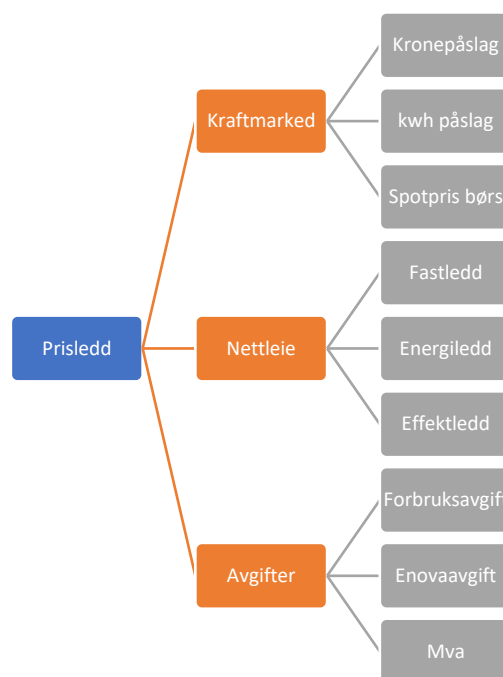 Prisledd
Kraftmarked
Kronepåslag
kwh påslag
Spotpris børs
Nettleie
Fastledd
Energiledd
Effektledd
Avgifter
Forbruksavgift
Enovaavgift
Mva